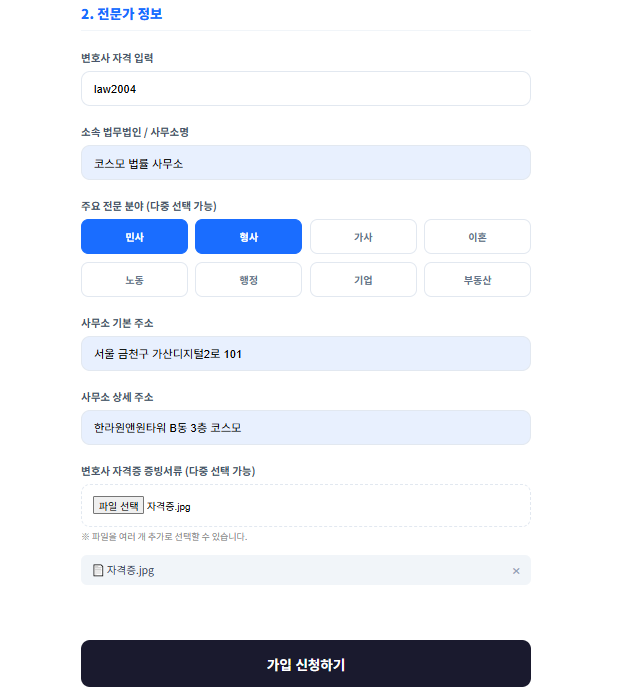 2. 전문가 정보
변호사 자격 입력
law2004
소속 법무법인 / 사무소명
코스모 법률 사무소
주요 전문 분야 (다중 선택 가능)
민사 형사 가사 이혼
노동 행정 기업 부동산
사무소 기본 주소
서울 금천구 가산디지털2로 101
사무소 상세 주소
한라원앤원타워 B동 3층 코스모
변호사 자격증 증빙서류 (다중 선택 가능)
파일 선택 자격증.jpg
※ 파일을 여러 개 추가로 선택할 수 있습니다.
자격증.jpg ×
가입 신청하기